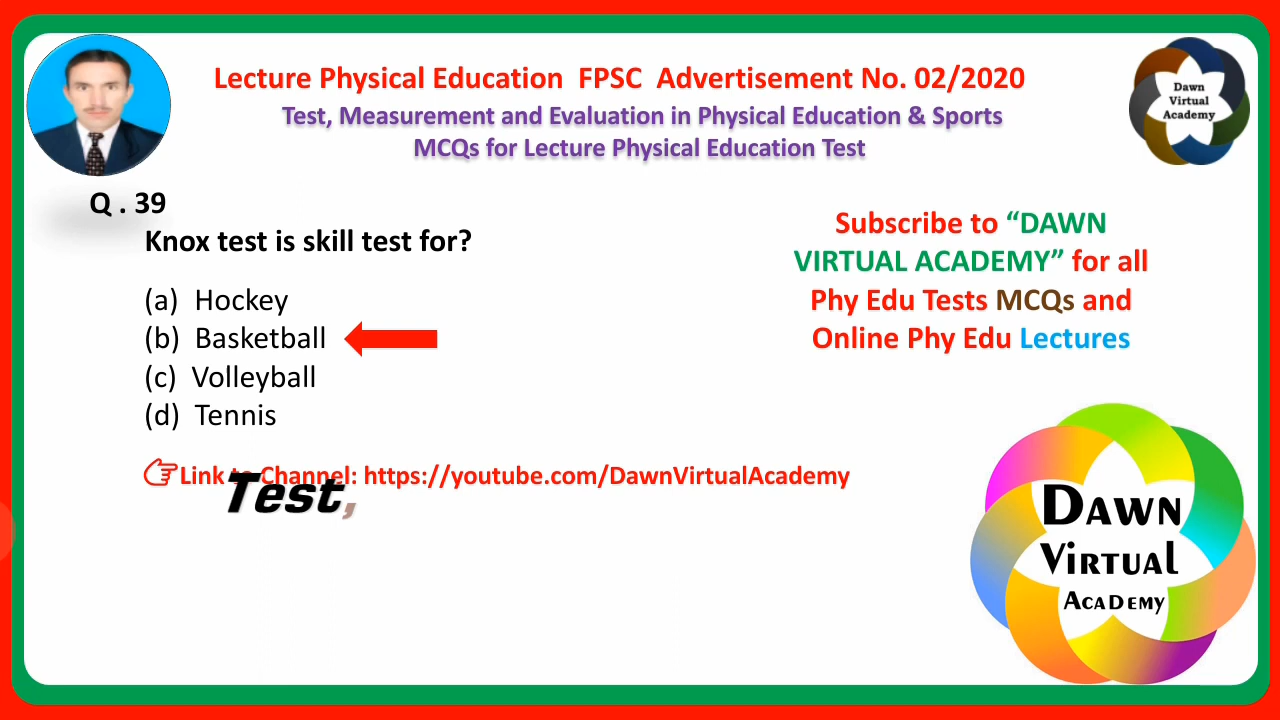 Lecture Physical Education  FPSC  Advertisement No. 02/2020
Test, Measurement and Evaluation in Physical Education & Sports
MCQs for Lecture Physical Education Test
Dawn
Virtual
Academy
Q . 39
Knox test is skill test for?
(a)  Hockey
(b)  Basketball
(c)  Volleyball
(d)  Tennis
Subscribe to “DAWN
VIRTUAL ACADEMY” for all
Phy Edu Tests MCQs and
Online Phy Edu Lectures
Link to Channel: https://youtube.com/DawnVirtualAcademy
Test,
DAWN
VIRTUAL
ACADEMY